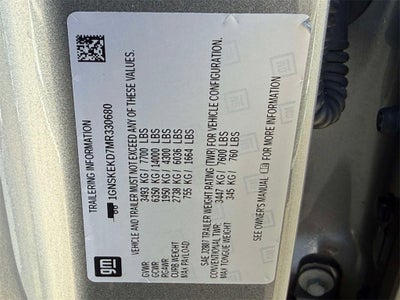 TRAILERING INFORMATION
1GNSKEKD7MR330680
VEHICLE AND TRAILER MUST NOT EXCEED ANY OF THESE VALUES.
GVWR 3493 KG/ 7700 LBS
GCWR 6350 KG/14000 LBS
RGAWR 1950 KG/ 4300 LBS
CURB WEIGHT 2738 KG/ 6036 LBS
MAX PAYLOAD 755 KG/ 1664 LBS
SAE J2807 TRAILER WEIGHT RATING (TWR) FOR VEHICLE CONFIGURATION.
CONVENTIONAL TWR 3447 KG/ 7600 LBS
MAX TONGUE WEIGHT 345 KG/ 760 LBS
SEE OWNER'S MANUAL
gm